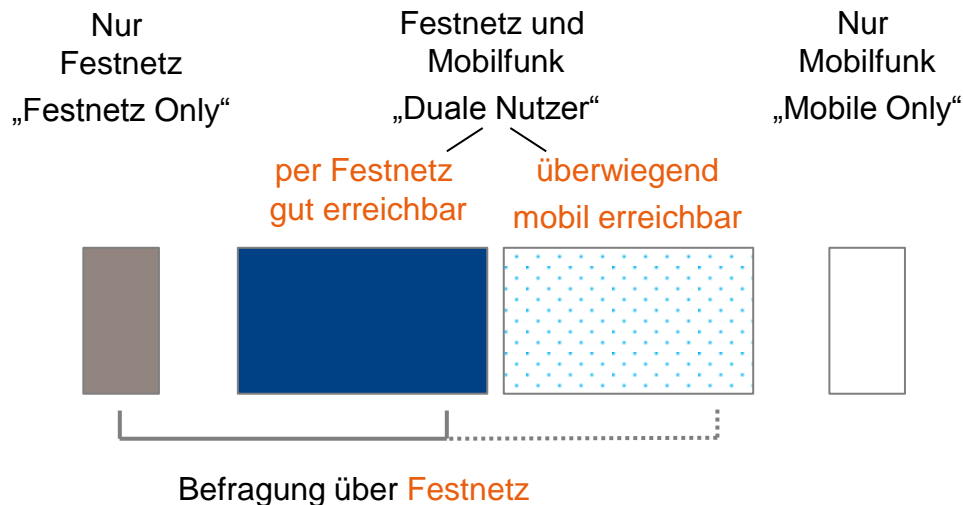 Nur
Festnetz
„Festnetz Only“
Festnetz und
Mobilfunk
„Duale Nutzer“
per Festnetz
gut erreichbar
überwiegend
mobil erreichbar
Nur
Mobilfunk
„Mobile Only“
Befragung über Festnetz